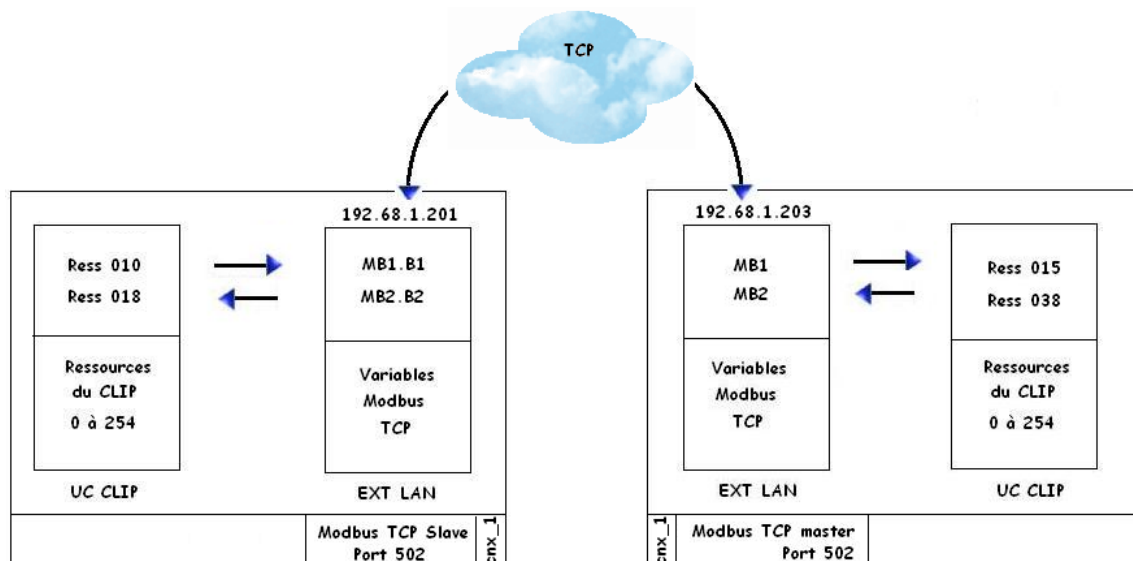 TCP
192.68.1.201
Ress 010
Ress 018
Ressources
du CLIP
0 à 254
UC CLIP
MB1.B1
MB2.B2
Variables
Modbus
TCP
EXT LAN
Modbus TCP Slave
Port 502
cnx_1
192.68.1.203
MB1
MB2
Variables
Modbus
TCP
EXT LAN
Ress 015
Ress 038
Ressources
du CLIP
0 à 254
UC CLIP
cnx_1
Modbus TCP master
Port 502